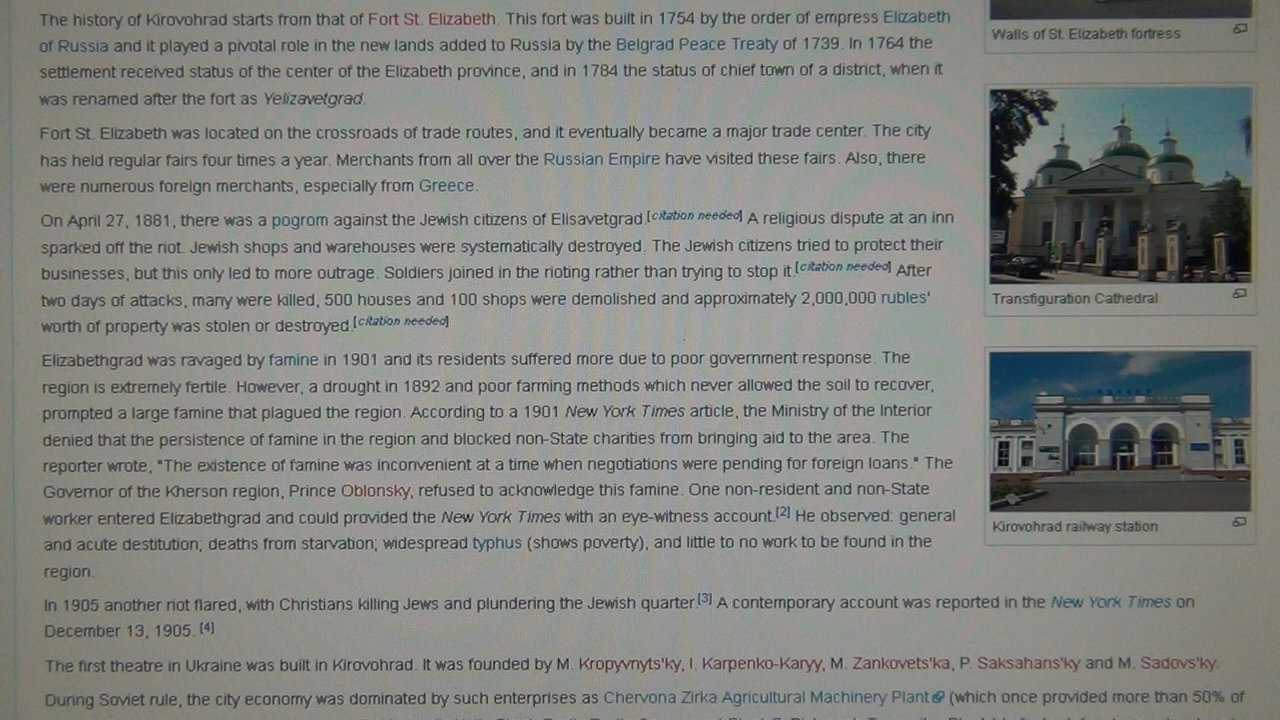 The history of Kirovohrad starts from that of Fort St. Elizabeth. This fort was built in 1754 by the order of empress Elizabeth
of Russia and it played a pivotal role in the new lands added to Russia by the Belgrad Peace Treaty of 1739. In 1764 the
settlement received status of the center of the Elizabeth province, and in 1784 the status of chief town of a district, when it
was renamed after the fort as Yelizavetgrad.
Fort St. Elizabeth was located on the crossroads of trade routes, and it eventually became a major trade center. The city
has held regular fairs four times a year. Merchants from all over the Russian Empire have visited these fairs. Also, there
were numerous foreign merchants, especially from Greece.
On April 27, 1881, there was a pogrom against the Jewish citizens of Elisavetgrad.[citation needed] A religious dispute at an inn
sparked off the riot. Jewish shops and warehouses were systematically destroyed. The Jewish citizens tried to protect their
businesses, but this only led to more outrage. Soldiers joined in the rioting rather than trying to stop it.[citation needed] After
two days of attacks, many were killed, 500 houses and 100 shops were demolished and approximately 2,000,000 rubles'
worth of property was stolen or destroyed.[citation needed]
Elizabethgrad was ravaged by famine in 1901 and its residents suffered more due to poor government response. The
region is extremely fertile. However, a drought in 1892 and poor farming methods which never allowed the soil to recover,
prompted a large famine that plagued the region. According to a 1901 New York Times article, the Ministry of the Interior
denied that the persistence of famine in the region and blocked non-State charities from bringing aid to the area. The
reporter wrote, "The existence of famine was inconvenient at a time when negotiations were pending for foreign loans." The
Governor of the Kherson region, Prince Oblonsky, refused to acknowledge this famine. One non-resident and non-State
worker entered Elizabethgrad and could provided the New York Times with an eye-witness account.[2] He observed: general
and acute destitution; deaths from starvation; widespread typhus (shows poverty), and little to no work to be found in the
region.
In 1905 another riot flared, with Christians killing Jews and plundering the Jewish quarter.[3] A contemporary account was reported in the New York Times on
December 13, 1905. [4]
The first theatre in Ukraine was built in Kirovohrad. It was founded by M. Kropyvnyts'ky, I. Karpenko-Karyy, M. Zankovets'ka, P. Saksahans'ky and M. Sadovs'ky.
During Soviet rule, the city economy was dominated by such enterprises as Chervona Zirka Agricultural Machinery Plant (which once provided more than 50% of
Walls of St. Elizabeth fortress
Transfiguration Cathedral
Kirovohrad railway station